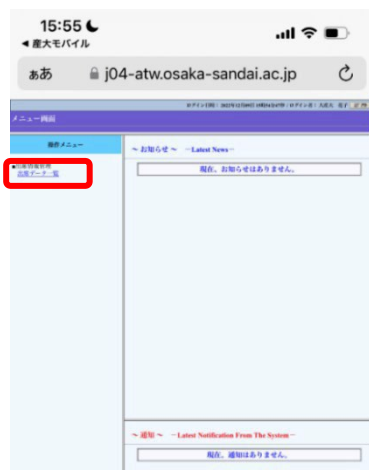 15:55
◀ 産大モバイル
ああ j04-atw.osaka-sandai.ac.jp
メニュー画面
操作メニュー
出席データ一覧
～ お知らせ ～ －Latest News－
現在、お知らせはありません。
～ 通知 ～ －Latest Notification From The System－
現在、通知はありません。